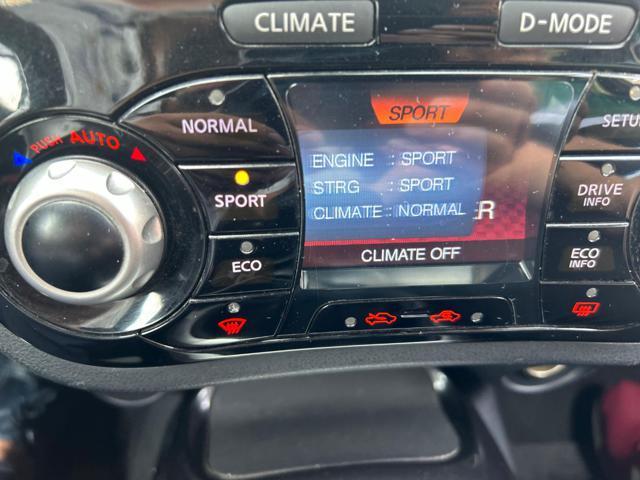 CLIMATE
D-MODE
PUSH AUTO
NORMAL
SPORT
ECO
SPORT
ENGINE : SPORT
STRG : SPORT
CLIMATE : NORMAL
CLIMATE OFF
DRIVE
INFO
ECO
INFO